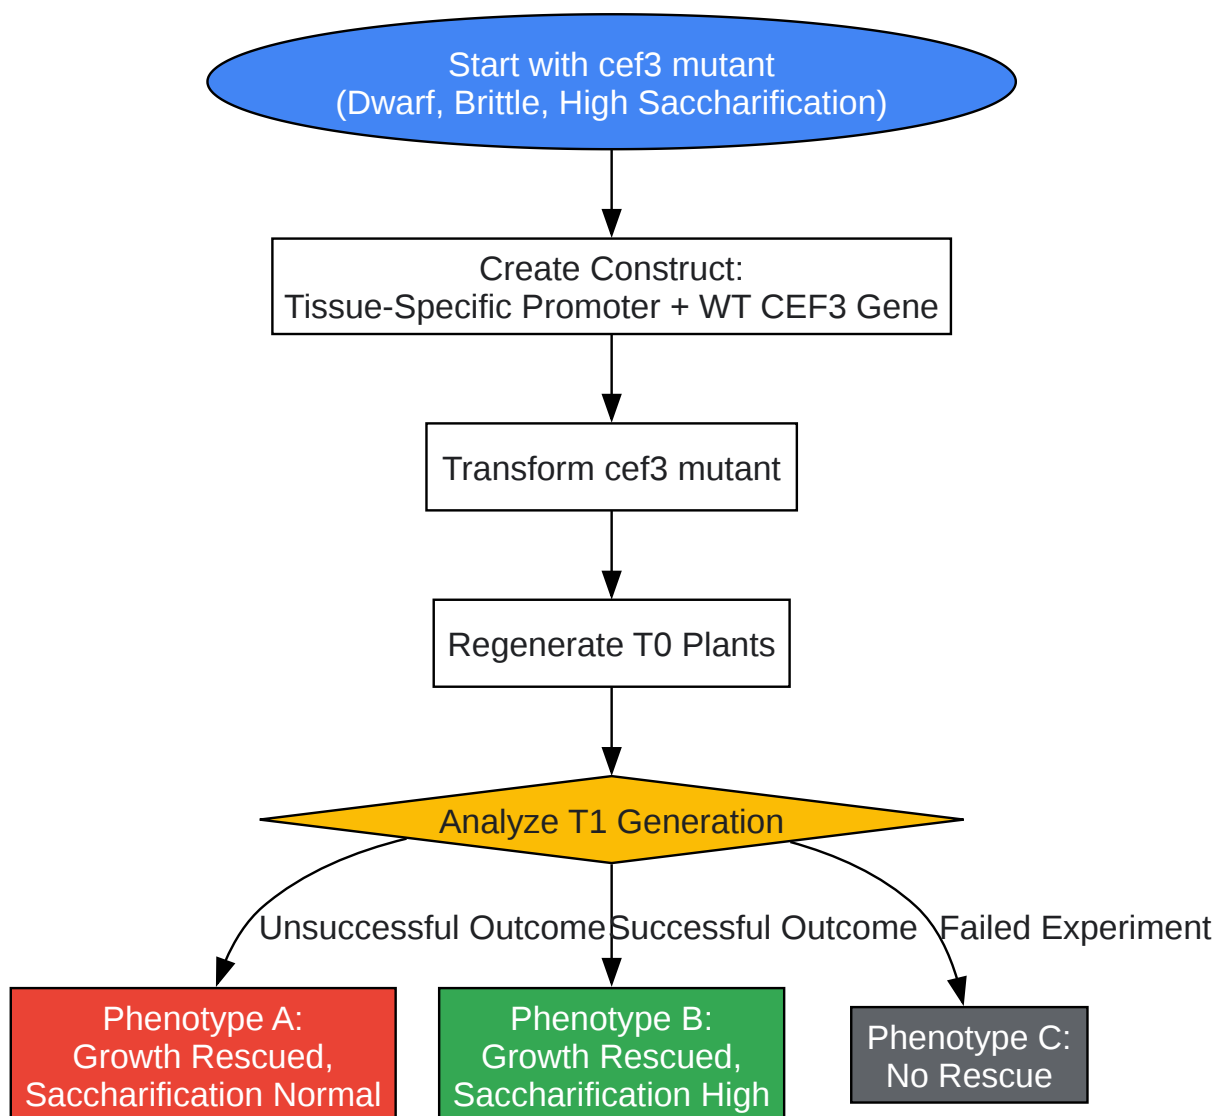 Start with cef3 mutant
(Dwarf, Brittle, High Saccharification)
Create Construct:
Tissue-Specific Promoter + WT CEF3 Gene
Transform cef3 mutant
Regenerate T0 Plants
Analyze T1 Generation
Unsuccessful Outcome
Successful Outcome
Failed Experiment
Phenotype A:
Growth Rescued,
Saccharification Normal
Phenotype B:
Growth Rescued,
Saccharification High
Phenotype C:
No Rescue